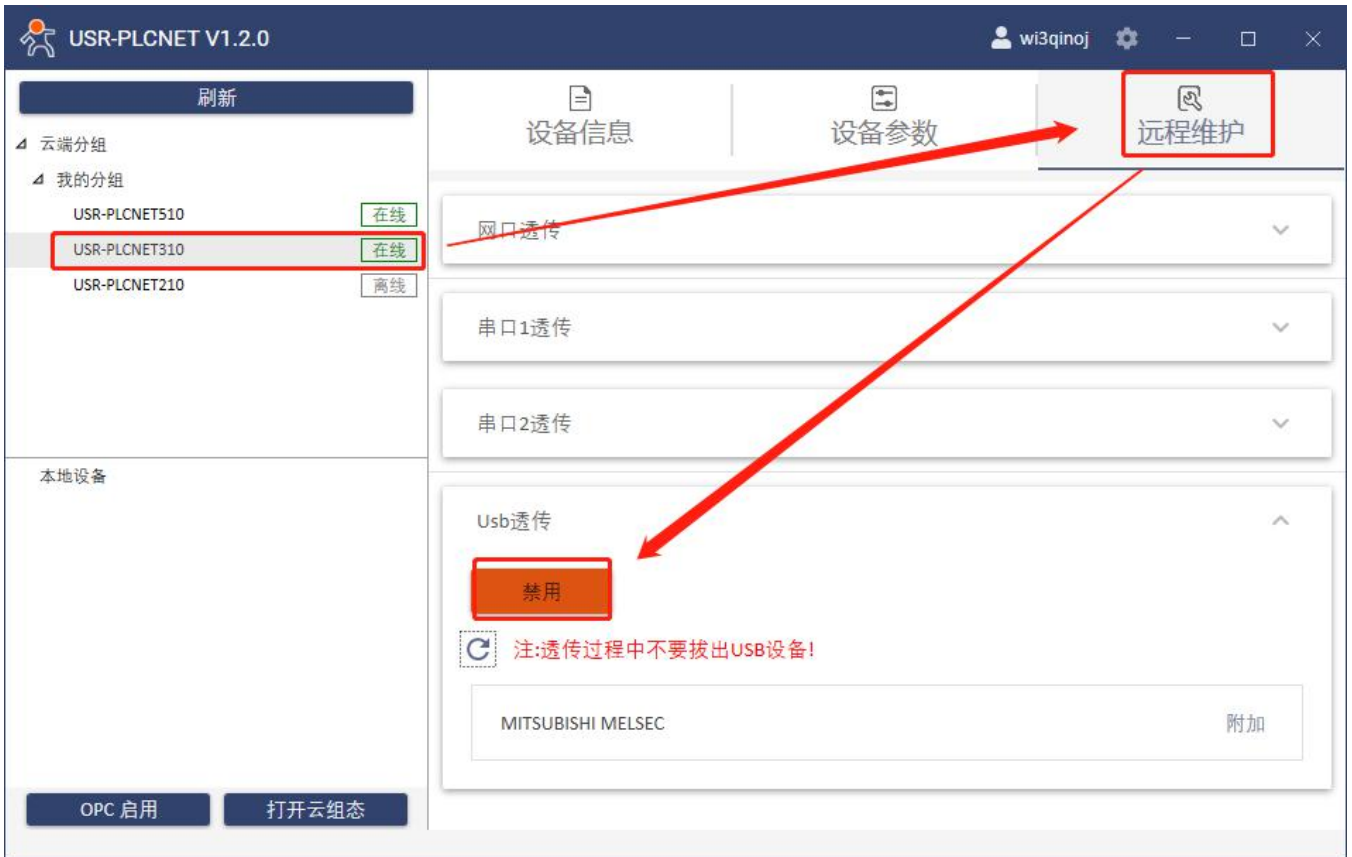 USR-PLCNET V1.2.0
wi3qinoj
刷新
云端分组
我的分组
USR-PLCNET510
在线
USR-PLCNET310
在线
USR-PLCNET210
离线
本地设备
OPC 启用
打开云组态
设备信息
设备参数
远程维护
网口透传
串口1透传
串口2透传
Usb透传
禁用
注:透传过程中不要拔出USB设备!
MITSUBISHI MELSEC
附加